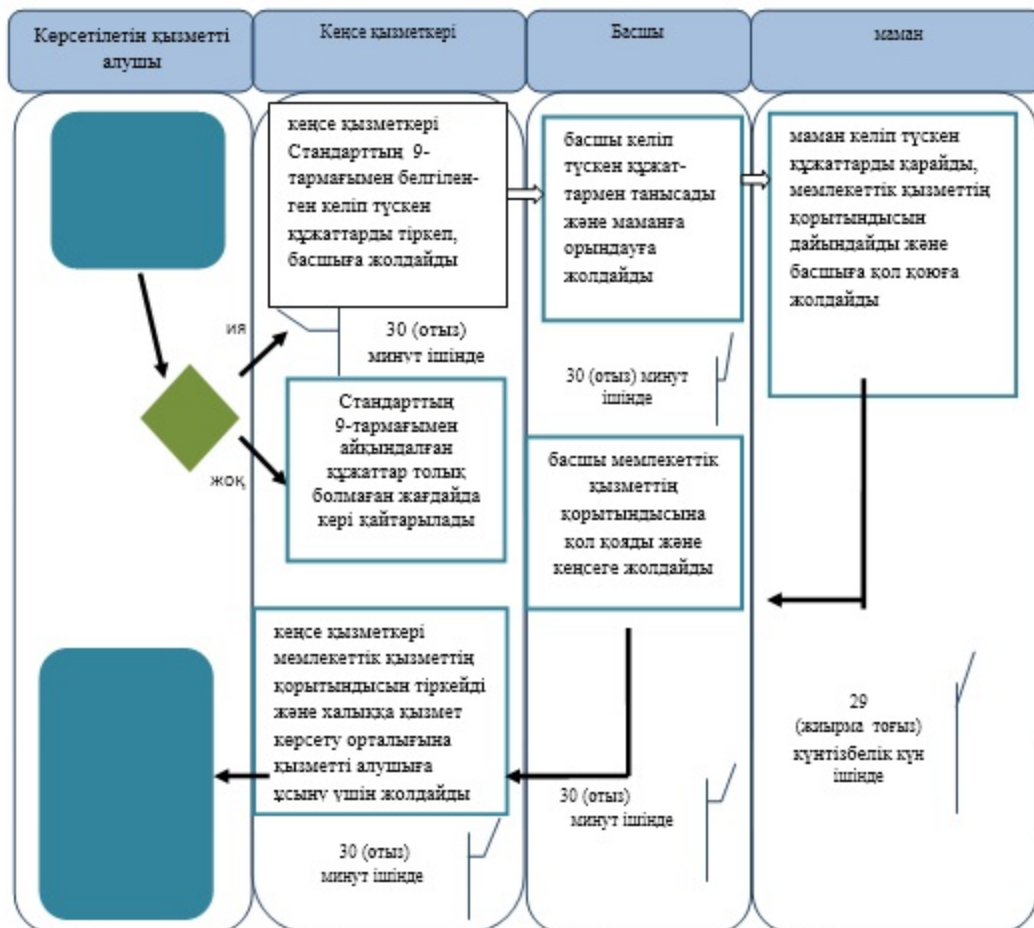 Көрсетілетін қызметті
алушы
Кеңсе қызметкері
Басшы
маман
кеңсе қызметкері
Стандарттың 9-
тармағымен белгілен-
ген келіп түскен
құжаттарды тіркеп,
басшыға жолдайды
басшы келіп
түскен құжат-
тармен танысады
және маманға
орындауға
жолдайды
маман келіп түскен
құжаттарды қарайды,
мемлекеттік қызметтің
қорытындысын
дайындайды және
басшыға қол қоюға
жолдайды
ия
30 (отыз)
минут ішінде
30 (отыз) минут
ішінде
жоқ
Стандарттың
9-тармағымен
айқындалған
құжаттар толық
болмаған жағдайда
кері қайтарылады
басшы мемлекеттік
қызметтің
қорытындысына
қол қояды және
кеңсеге жолдайды
кеңсе қызметкері
мемлекеттік қызметтің
қорытындысын тіркейді
және халыққа қызмет
көрсету орталығына
қызметті алушыға
ұсыну үшін жолдайды
29
(жиырма тоғыз)
күнтізбелік күн
ішінде
30 (отыз)
минут ішінде
30 (отыз)
минут ішінде